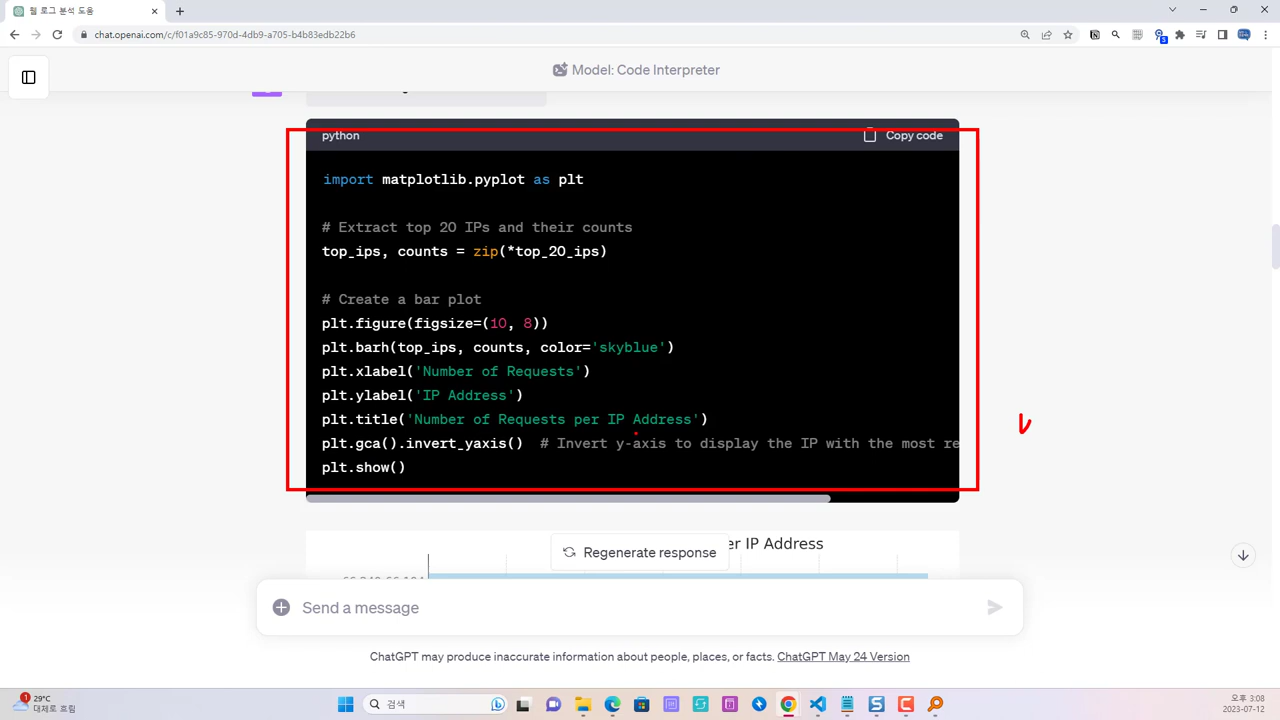 웹 로그 분석 도움
chat.openai.com/c/f01a9c85-970d-4db9-a705-b4b83edb22b6
Model: Code Interpreter
python
Copy code
import matplotlib.pyplot as plt
# Extract top 20 IPs and their counts
top_ips, counts = zip(*top_20_ips)
# Create a bar plot
plt.figure(figsize=(10, 8))
plt.barh(top_ips, counts, color='skyblue')
plt.xlabel('Number of Requests')
plt.ylabel('IP Address')
plt.title('Number of Requests per IP Address')
plt.gca().invert_yaxis()  # Invert y-axis to display the IP with the most re
plt.show()
er IP Address
Regenerate response
Send a message
ChatGPT may produce inaccurate information about people, places, or facts. ChatGPT May 24 Version
1
29°C
대체로 흐림
검색
오후 3:08
2023-07-12